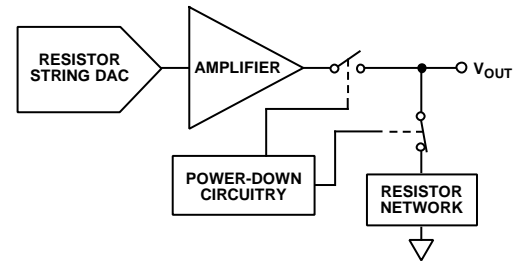 RESISTOR
STRING DAC
AMPLIFIER
VOUT
POWER-DOWN
CIRCUITRY
RESISTOR
NETWORK